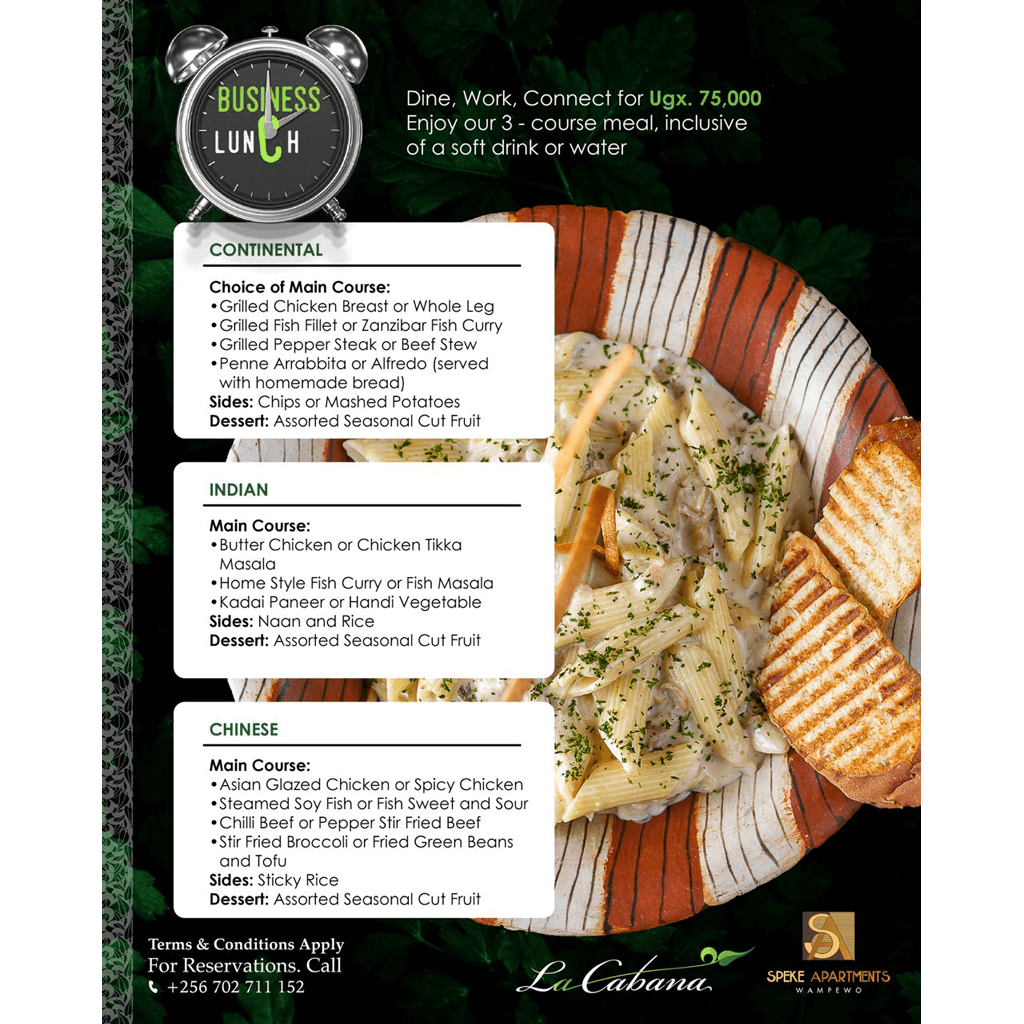 BUSINESS
LUNCH
Dine, Work, Connect for Ugx. 75,000
Enjoy our 3 - course meal, inclusive
of a soft drink or water
CONTINENTAL
Choice of Main Course:
•Grilled Chicken Breast or Whole Leg
•Grilled Fish Fillet or Zanzibar Fish Curry
•Grilled Pepper Steak or Beef Stew
•Penne Arrabbita or Alfredo (served
with homemade bread)
Sides: Chips or Mashed Potatoes
Dessert: Assorted Seasonal Cut Fruit
INDIAN
Main Course:
•Butter Chicken or Chicken Tikka
Masala
•Home Style Fish Curry or Fish Masala
•Kadai Paneer or Handi Vegetable
Sides: Naan and Rice
Dessert: Assorted Seasonal Cut Fruit
CHINESE
Main Course:
•Asian Glazed Chicken or Spicy Chicken
•Steamed Soy Fish or Fish Sweet and Sour
•Chilli Beef or Pepper Stir Fried Beef
•Stir Fried Broccoli or Fried Green Beans
and Tofu
Sides: Sticky Rice
Dessert: Assorted Seasonal Cut Fruit
Terms & Conditions Apply
For Reservations. Call
+256 702 711 152
La Cabana
SA
SPEKE APARTMENTS
WAMPEWO